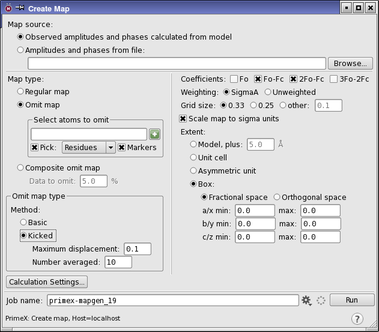 Create Map
Map source:
Observed amplitudes and phases calculated from model
Amplitudes and phases from file:
Browse...
Map type:
Regular map
Omit map
Select atoms to omit
Pick: Residues Markers
Composite omit map
Data to omit: 5.0 %
Omit map type
Method:
Basic
Kicked
Maximum displacement: 0.1
Number averaged: 10
Coefficients: Fo Fo-Fc 2Fo-Fc 3Fo-2Fc
Weighting: SigmaA Unweighted
Grid size: 0.33 0.25 other: 0.1
Scale map to sigma units
Extent:
Model, plus: 5.0 Å
Unit cell
Asymmetric unit
Box:
Fractional space Orthogonal space
a/x min: 0.0 max: 0.0
b/y min: 0.0 max: 0.0
c/z min: 0.0 max: 0.0
Calculation Settings...
Job name: primex-mapgen_19 Run
PrimeX: Create map, Host=localhost ?